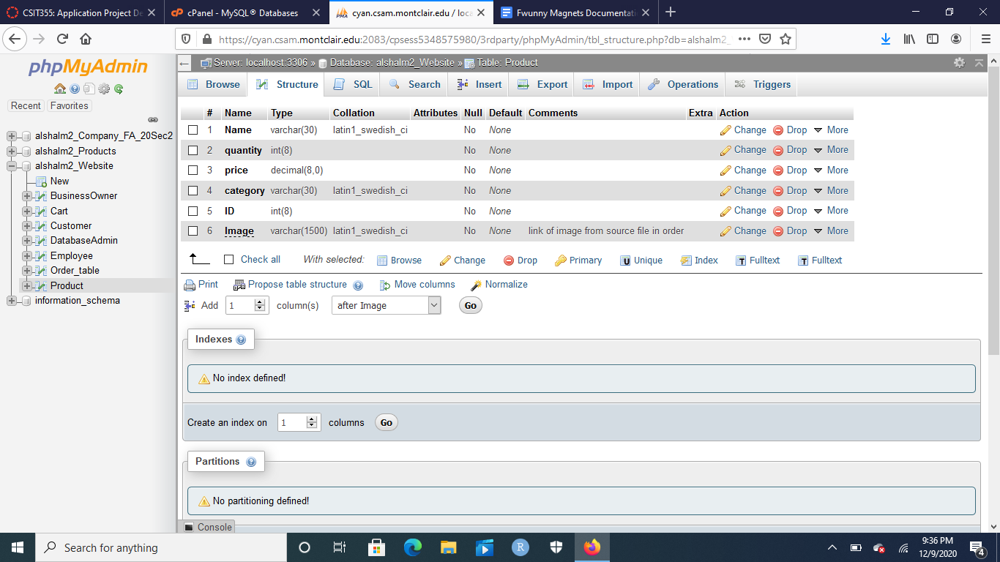 CSIT355: Application Project De
cPanel - MySQL® Databases
cyan.csam.montclair.edu / loca
Fwunny Magnets Documentati
https://cyan.csam.montclair.edu:2083/cpsess5348575980/3rdparty/phpMyAdmin/tbl_structure.php?db=alshalm2_
phpMyAdmin
Recent Favorites
alshalm2_Company_FA_20Sec2
alshalm2_Products
alshalm2_Website
New
BusinessOwner
Cart
Customer
DatabaseAdmin
Employee
Order_table
Product
information_schema
Server: localhost:3306 » Database: alshalm2_Website » Table: Product
Browse Structure SQL Search Insert Export Import Operations Triggers
# Name Type Collation Attributes Null Default Comments Extra Action
1 Name varchar(30) latin1_swedish_ci No None Change Drop More
2 quantity int(8) No None Change Drop More
3 price decimal(8,0) No None Change Drop More
4 category varchar(30) latin1_swedish_ci No None Change Drop More
5 ID int(8) No None Change Drop More
6 Image varchar(1500) latin1_swedish_ci No None link of image from source file in order Change Drop More
Check all With selected: Browse Change Drop Primary Unique Index Fulltext Fulltext
Print Propose table structure Move columns Normalize
Add 1 column(s) after Image Go
Indexes
No index defined!
Create an index on 1 columns Go
Partitions
No partitioning defined!
Console
Search for anything
9:36 PM
12/9/2020
4